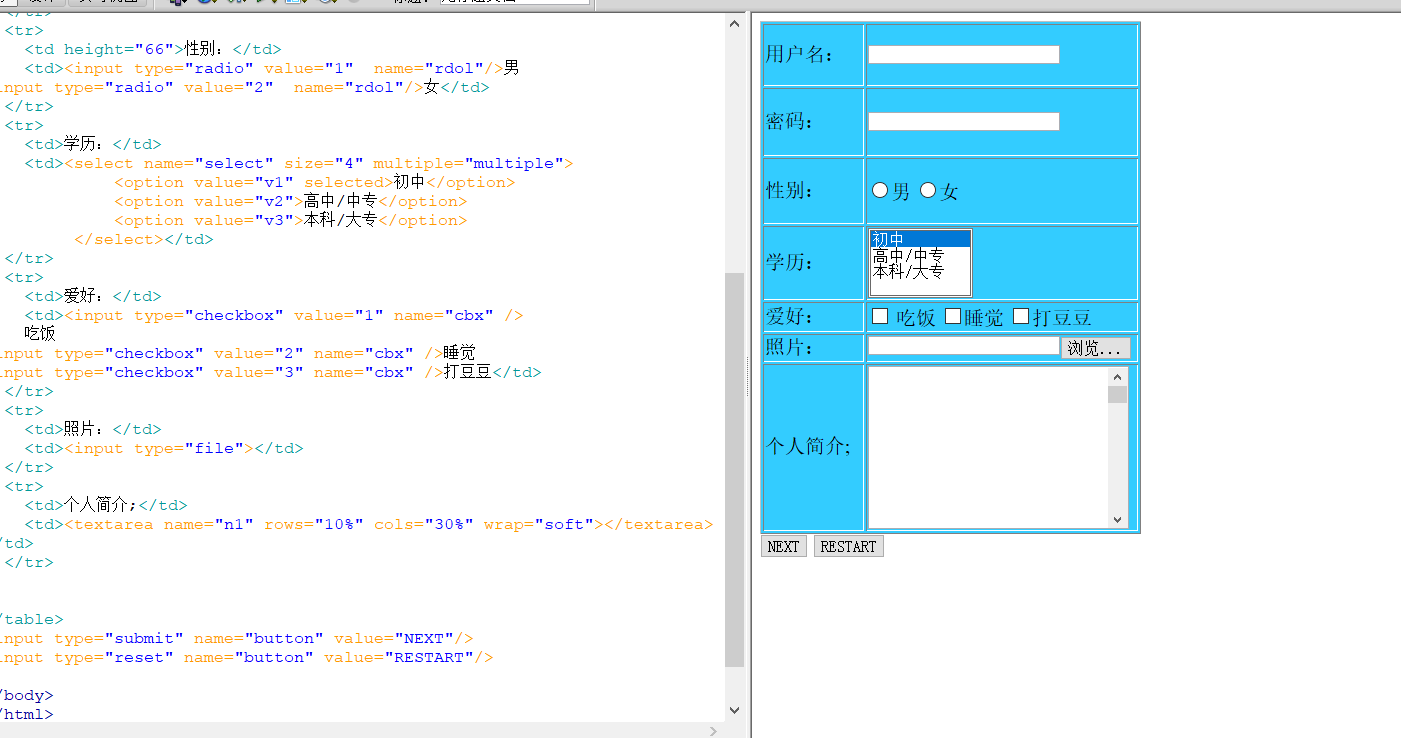 <tr>
<td height="66">性别：</td>
<td><input type="radio" value="1"  name="rdol"/>男
nput type="radio" value="2"  name="rdol"/>女</td>
</tr>
<tr>
<td>学历：</td>
<td><select name="select" size="4" multiple="multiple">
<option value="v1" selected>初中</option>
<option value="v2">高中/中专</option>
<option value="v3">本科/大专</option>
</select></td>
</tr>
<tr>
<td>爱好：</td>
<td><input type="checkbox" value="1" name="cbx" />
吃饭
nput type="checkbox" value="2" name="cbx" />睡觉
nput type="checkbox" value="3" name="cbx" />打豆豆</td>
</tr>
<tr>
<td>照片：</td>
<td><input type="file"></td>
</tr>
<tr>
<td>个人简介;</td>
<td><textarea name="n1" rows="10%" cols="30%" wrap="soft"></textarea>
/td>
</tr>
/table>
nput type="submit" name="button" value="NEXT"/>
nput type="reset" name="button" value="RESTART"/>
/body>
/html>
用户名：
密码：
性别： 男 女
学历：
初中
高中/中专
本科/大专
爱好： 吃饭 睡觉 打豆豆
照片： 浏览...
个人简介;
NEXT RESTART